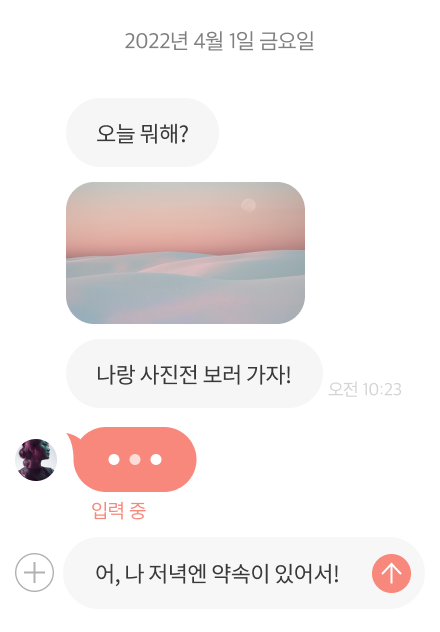 2022년 4월 1일 금요일
오늘 뭐해?
나랑 사진전 보러 가자!
오전 10:23
입력 중
어, 나 저녁엔 약속이 있어서!